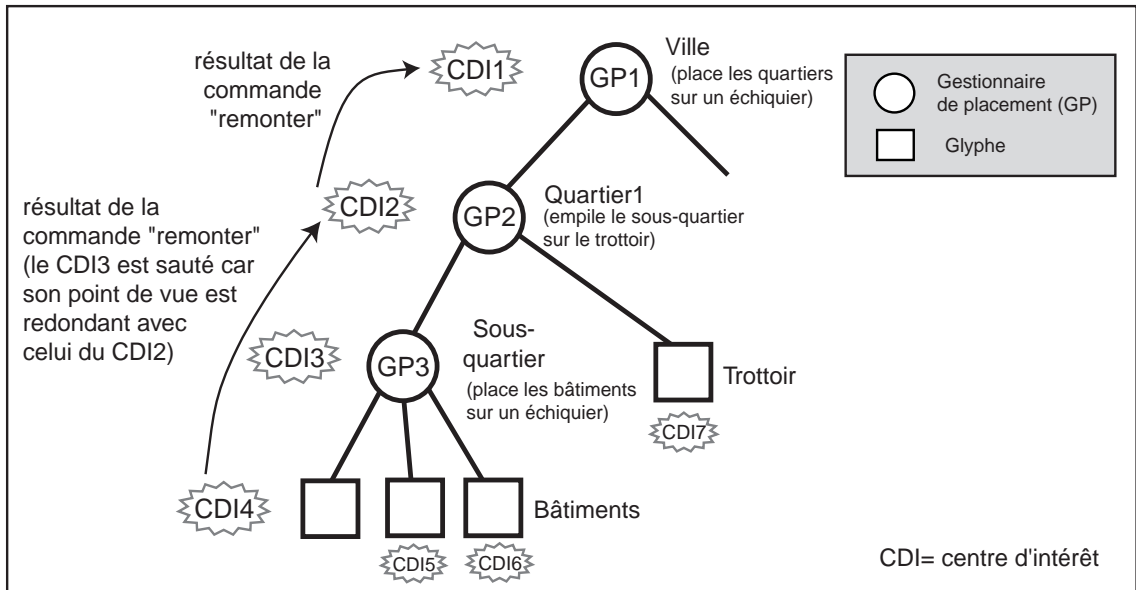 résultat de la
commande
"remonter"
CDI1
GP1
Ville
(place les quartiers
sur un échiquier)
Gestionnaire
de placement (GP)
Glyphe
résultat de la
commande "remonter"
(le CDI3 est sauté car
son point de vue est
redondant avec
celui du CDI2)
CDI2
GP2
Quartier1
(empile le sous-quartier
sur le trottoir)
CDI3
GP3
Sous-
quartier
(place les bâtiments
sur un échiquier)
Trottoir
CDI7
CDI4
Bâtiments
CDI5
CDI6
CDI= centre d'intérêt